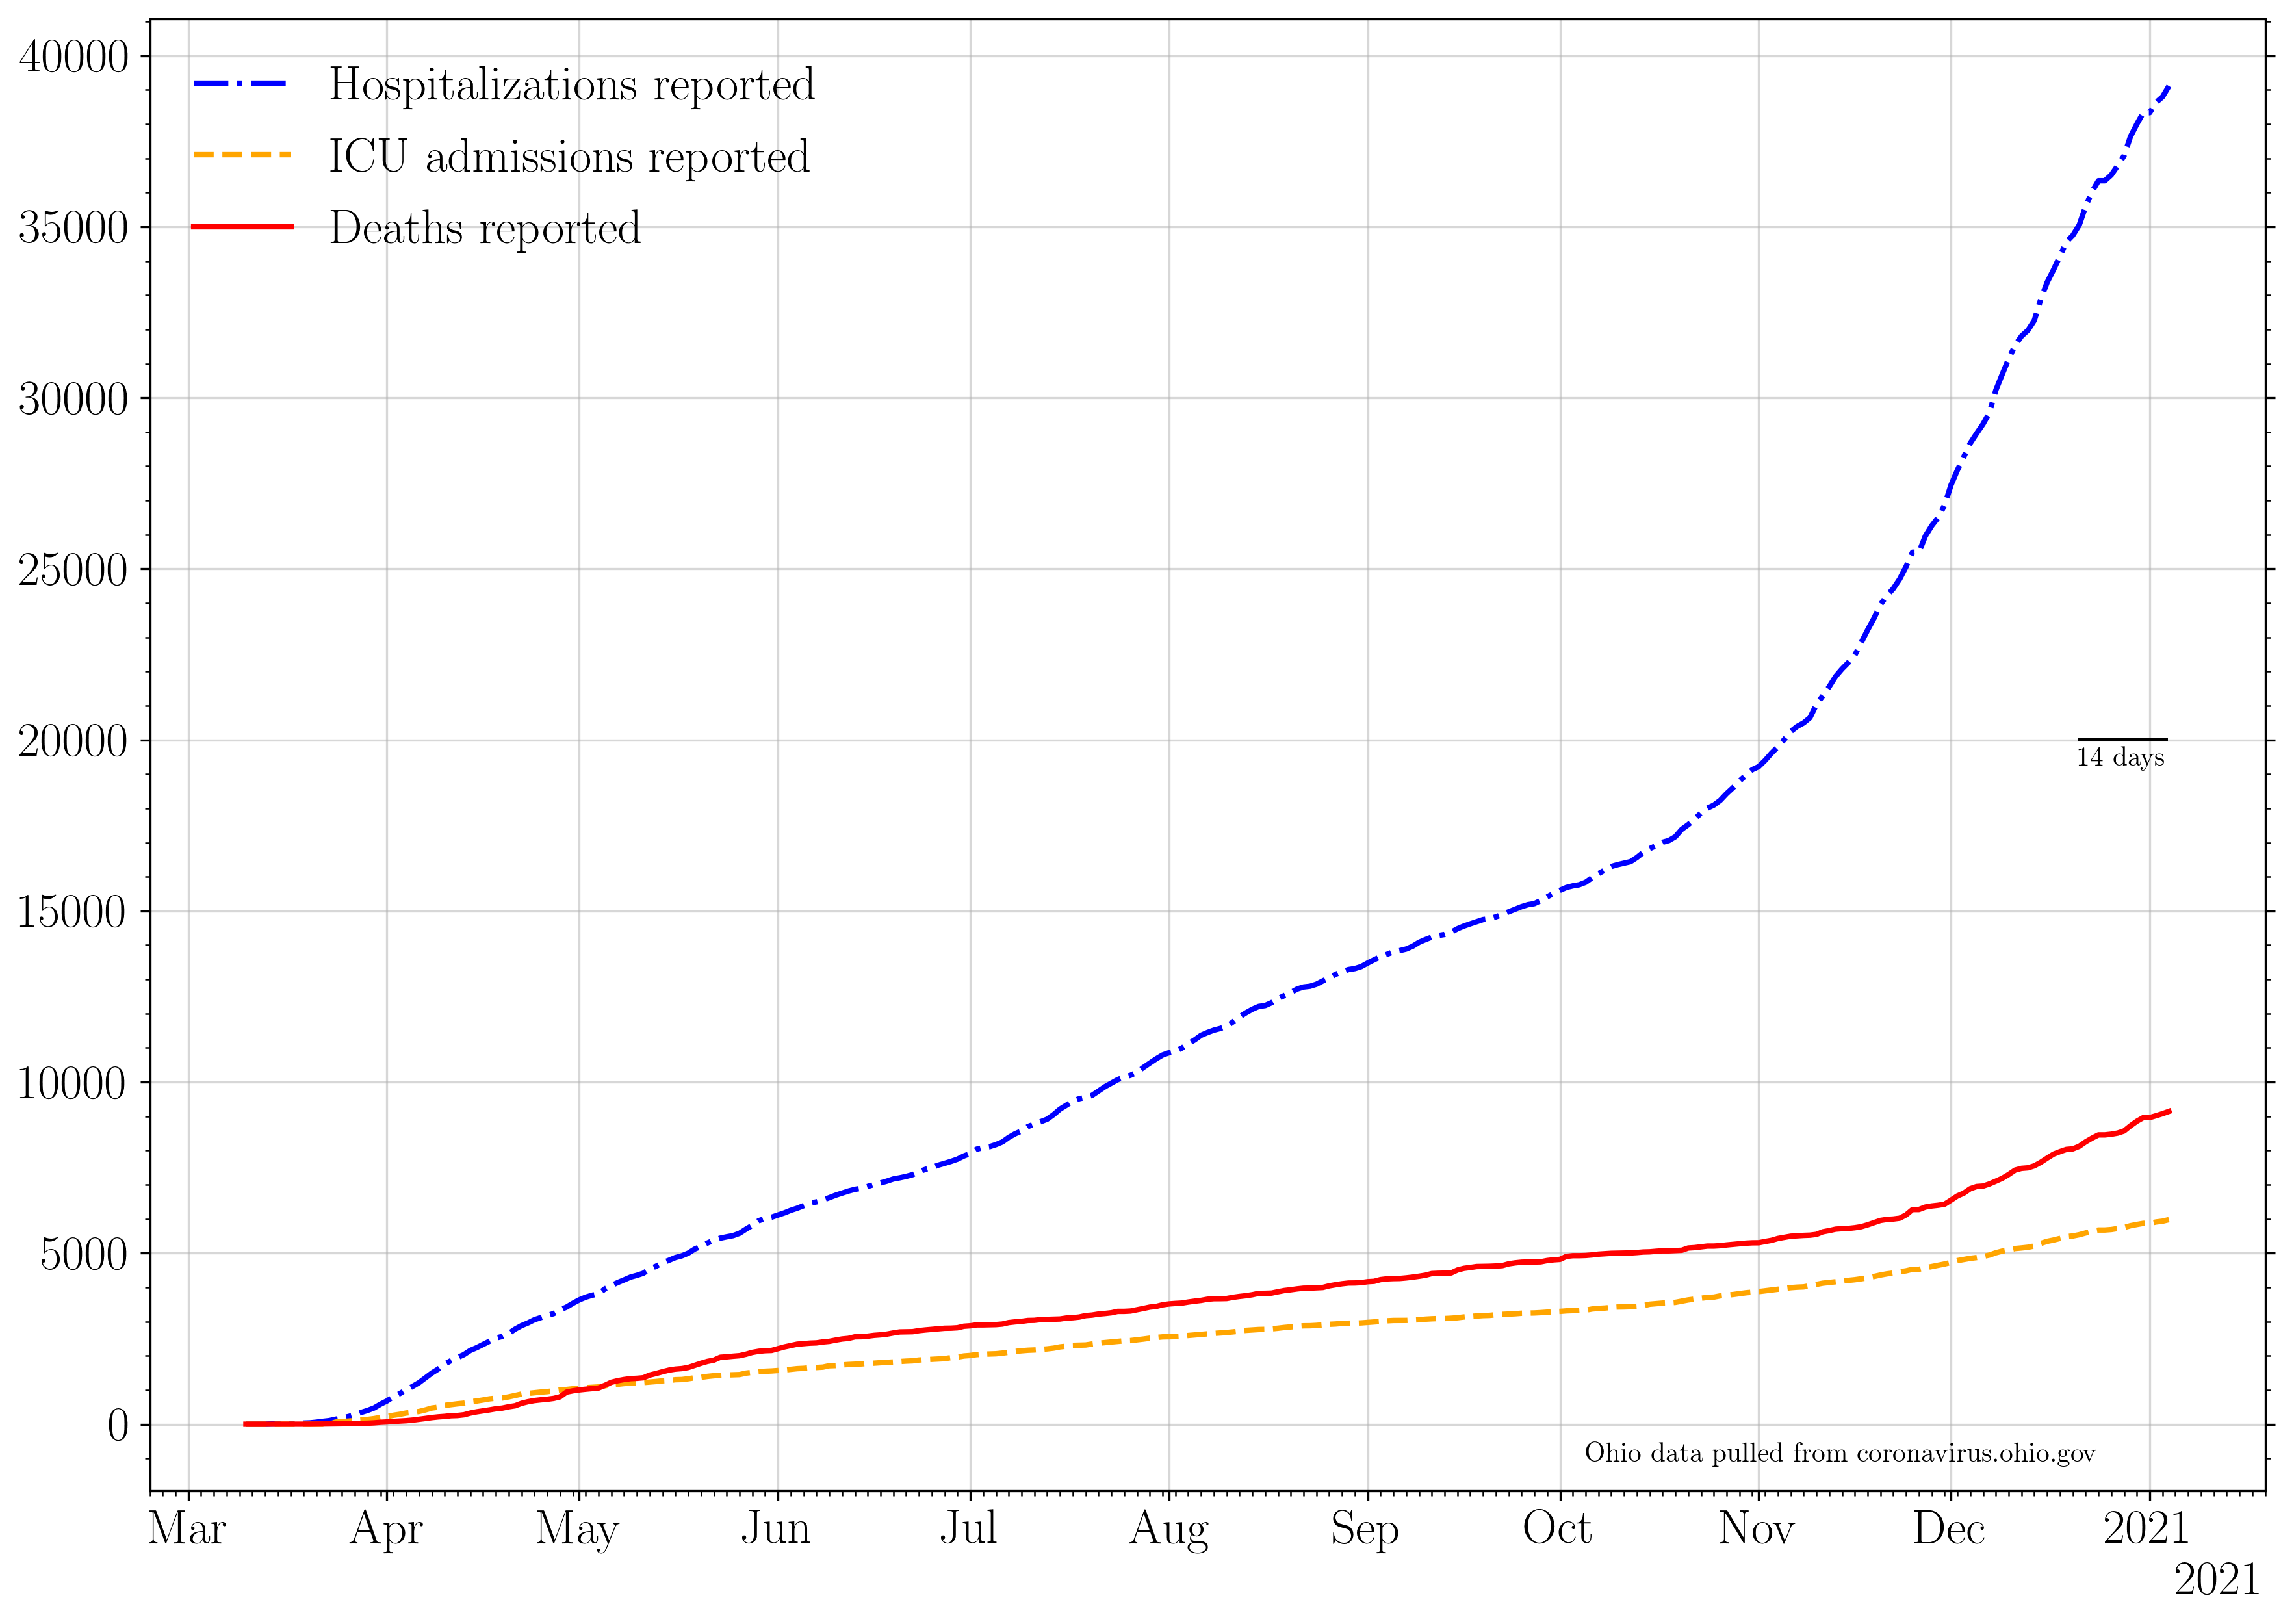 40000
Hospitalizations reported
ICU admissions reported
35000
Deaths reported
30000
25000
20000
14 days
15000
10000
5000
0
Ohio data pulled from coronavirus.ohio.gov
Mar Apr May Jun Jul Aug Sep Oct Nov Dec 2021
2021